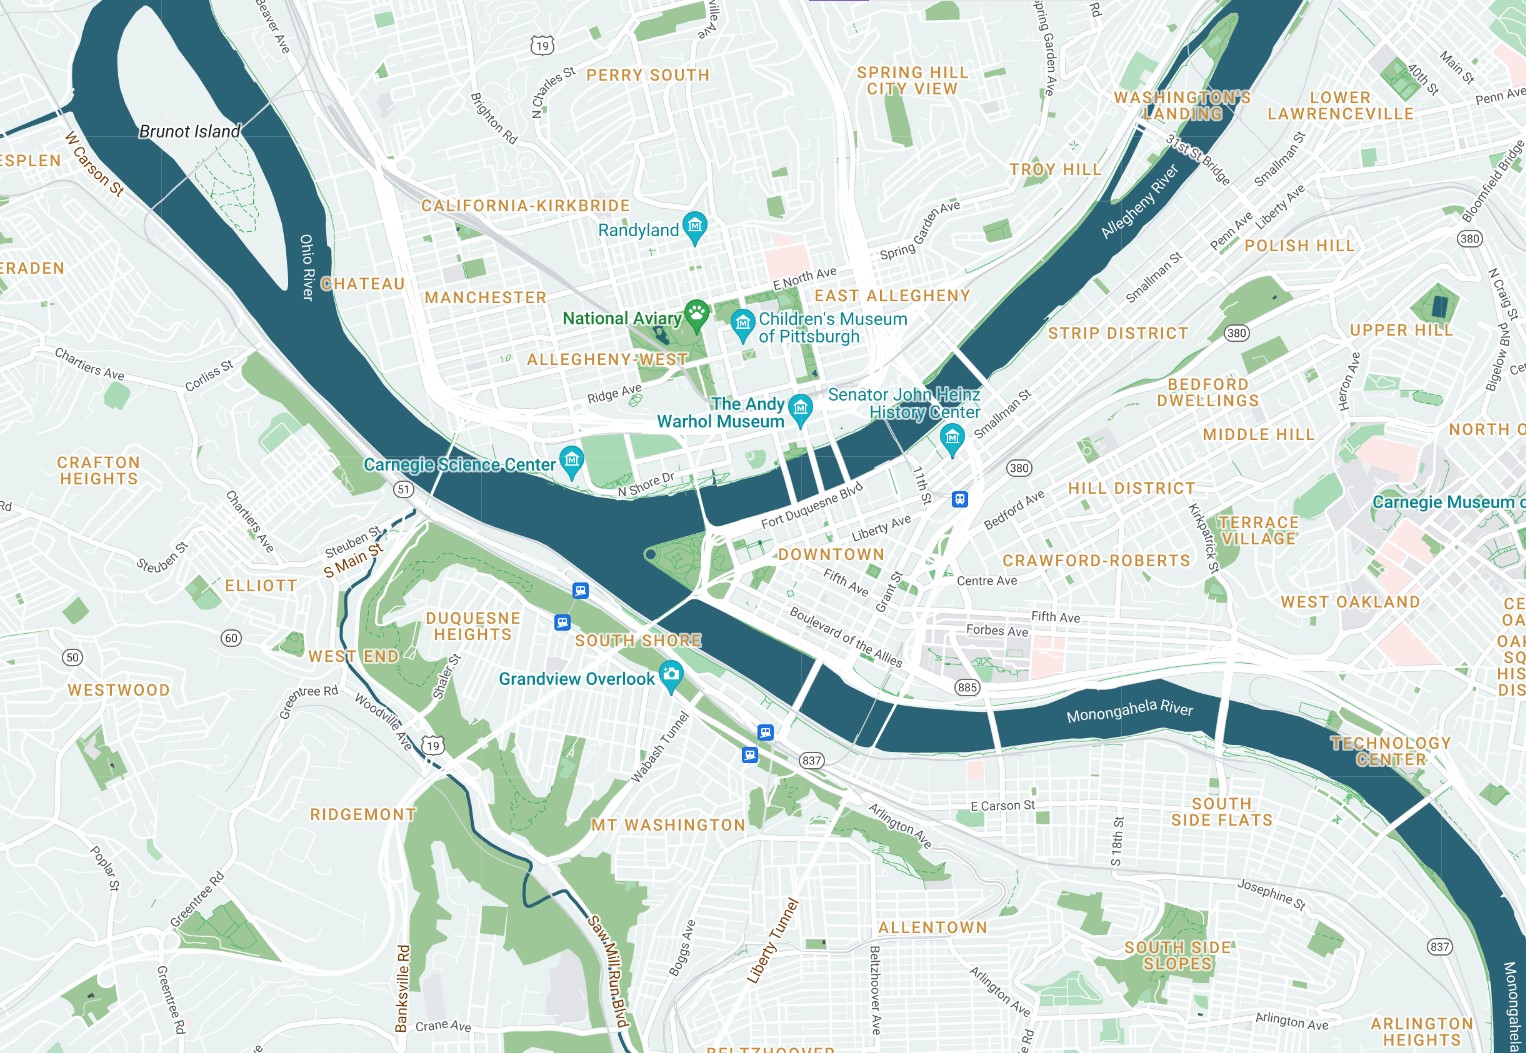 Beaver Ave
19
ville Ave
Spring Garden Ave
Rd
Main St
40th St
PERRY SOUTH
SPRING HILL
CITY VIEW
N Charles St
Brighton Rd
WASHINGTON'S
LANDING
LOWER
LAWRENCEVILLE
Penn Ave
Brunot Island
W Carson St
ESPLEN
31st St Bridge
Smallman St
Bloomfield Bridge
TROY HILL
Allegheny River
CALIFORNIA-KIRKBRIDE
Randyland
Spring Garden Ave
Penn Ave
Liberty Ave
380
POLISH HILL
Ohio River
ERADEN
CHATEAU
MANCHESTER
E North Ave
EAST ALLEGHENY
Smallman St
N Craig St
National Aviary
Children's Museum
of Pittsburgh
STRIP DISTRICT
380
UPPER HILL
Bigelow Blvd
ALLEGHENY-WEST
Chartiers Ave
Corliss St
Ridge Ave
Herron Ave
BEDFORD
DWELLINGS
The Andy
Warhol Museum
Senator John Heinz
History Center
Smallman St
MIDDLE HILL
NORTH O
CRAFTON
HEIGHTS
Carnegie Science Center
380
51
N Shore Dr
11th St
Fort Duquesne Blvd
HILL DISTRICT
Carnegie Museum o
Rd
Chartiers Ave
Liberty Ave
Bedford Ave
Kirkpatrick St
TERRACE
VILLAGE
Steuben St
Steuben St
S Main St
DOWNTOWN
CRAWFORD-ROBERTS
ELLIOTT
Fifth Ave
Grant St
Centre Ave
WEST OAKLAND
CE
OA
DUQUESNE
HEIGHTS
Boulevard of the Allies
Fifth Ave
Forbes Ave
60
SOUTH SHORE
OAK
SQ
HIS
DIS
50
WEST END
Shaler St
Grandview Overlook
885
WESTWOOD
Greentree Rd
Woodville Ave
Monongahela River
19
Wabash Tunnel
TECHNOLOGY
CENTER
837
RIDGEMONT
MT WASHINGTON
Arlington Ave
E Carson St
SOUTH
SIDE FLATS
S 18th St
Poplar St
Greentree Rd
Josephine St
Saw Mill Run Blvd
Boggs Ave
Liberty Tunnel
ALLENTOWN
SOUTH SIDE
SLOPES
837
Banksville Rd
Greentree Rd
Beltzhoover Ave
Arlington Ave
Monongahela
Crane Ave
Arlington Ave
ARLINGTON
HEIGHTS
e Rd
BELTZHOOVER